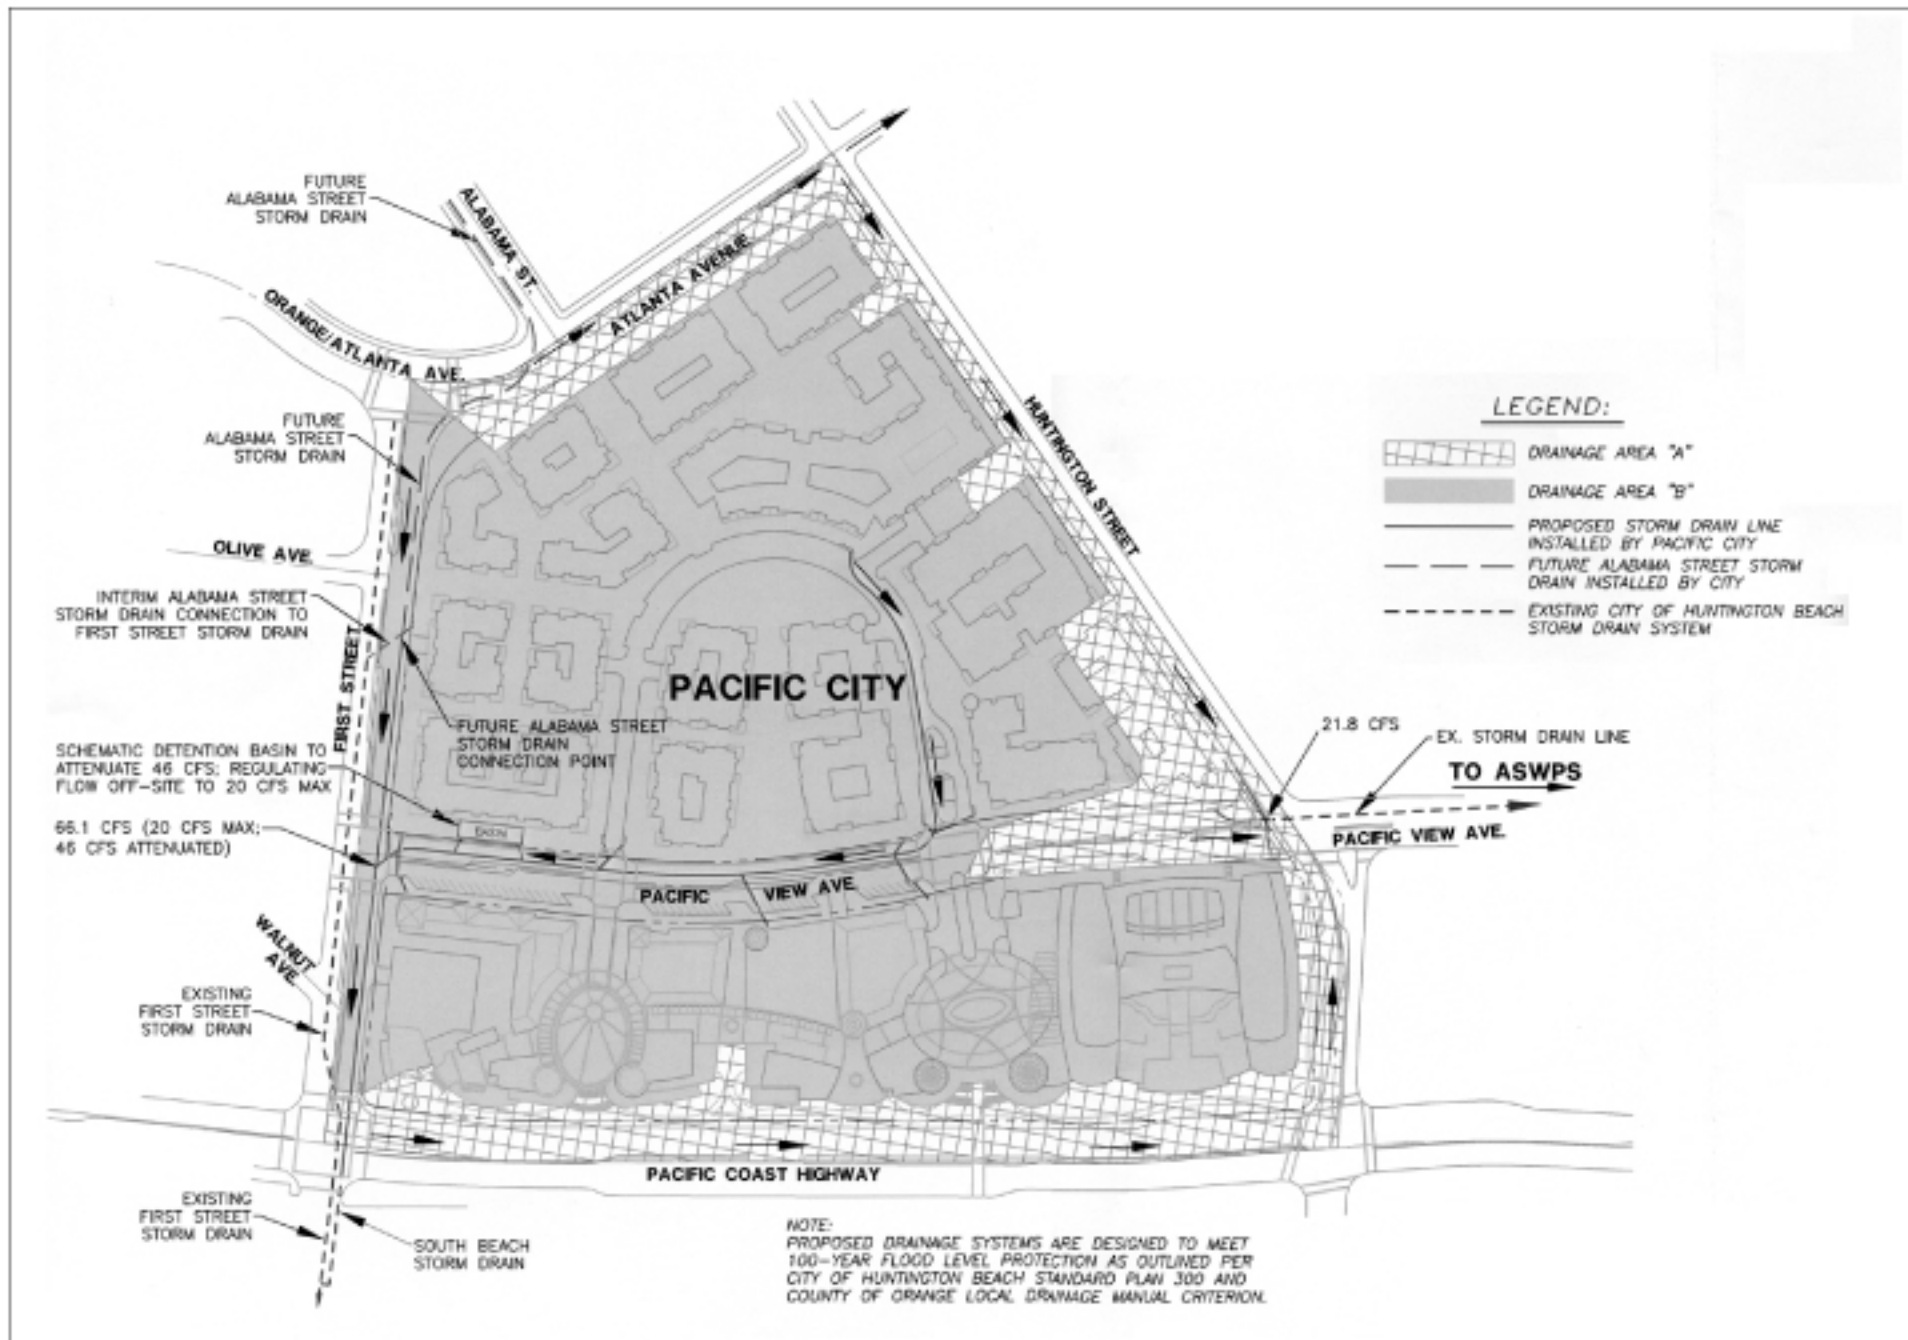 FUTURE
ALABAMA STREET
STORM DRAIN
ALABAMA ST.
ORANGE/ATLANTA AVE.
ATLANTA AVENUE
FUTURE
ALABAMA STREET
STORM DRAIN
HUNTINGTON STREET
LEGEND:
DRAINAGE AREA "A"
DRAINAGE AREA "B"
PROPOSED STORM DRAIN LINE
INSTALLED BY PACIFIC CITY
FUTURE ALABAMA STREET STORM
DRAIN INSTALLED BY CITY
EXISTING CITY OF HUNTINGTON BEACH
STORM DRAIN SYSTEM
OLIVE AVE.
INTERIM ALABAMA STREET
STORM DRAIN CONNECTION TO
FIRST STREET STORM DRAIN
FIRST STREET
PACIFIC CITY
FUTURE ALABAMA STREET
STORM DRAIN
CONNECTION POINT
SCHEMATIC DETENTION BASIN TO
ATTENUATE 46 CFS; REGULATING
FLOW OFF-SITE TO 20 CFS MAX
21.8 CFS
EX. STORM DRAIN LINE
TO ASWPS
66.1 CFS (20 CFS MAX;
46 CFS ATTENUATED)
BASIN
PACIFIC VIEW AVE.
PACIFIC VIEW AVE.
WALNUT
AVE.
EXISTING
FIRST STREET
STORM DRAIN
PACIFIC COAST HIGHWAY
EXISTING
FIRST STREET
STORM DRAIN
SOUTH BEACH
STORM DRAIN
NOTE:
PROPOSED DRAINAGE SYSTEMS ARE DESIGNED TO MEET
100-YEAR FLOOD LEVEL PROTECTION AS OUTLINED PER
CITY OF HUNTINGTON BEACH STANDARD PLAN 300 AND
COUNTY OF ORANGE LOCAL DRAINAGE MANUAL CRITERION.